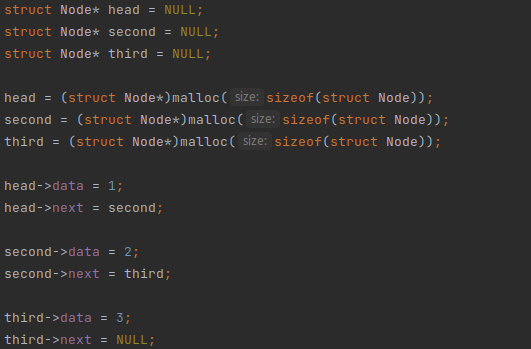 struct Node* head = NULL;
struct Node* second = NULL;
struct Node* third = NULL;
head = (struct Node*)malloc( size: sizeof(struct Node));
second = (struct Node*)malloc( size: sizeof(struct Node));
third = (struct Node*)malloc( size: sizeof(struct Node));
head->data = 1;
head->next = second;
second->data = 2;
second->next = third;
third->data = 3;
third->next = NULL;